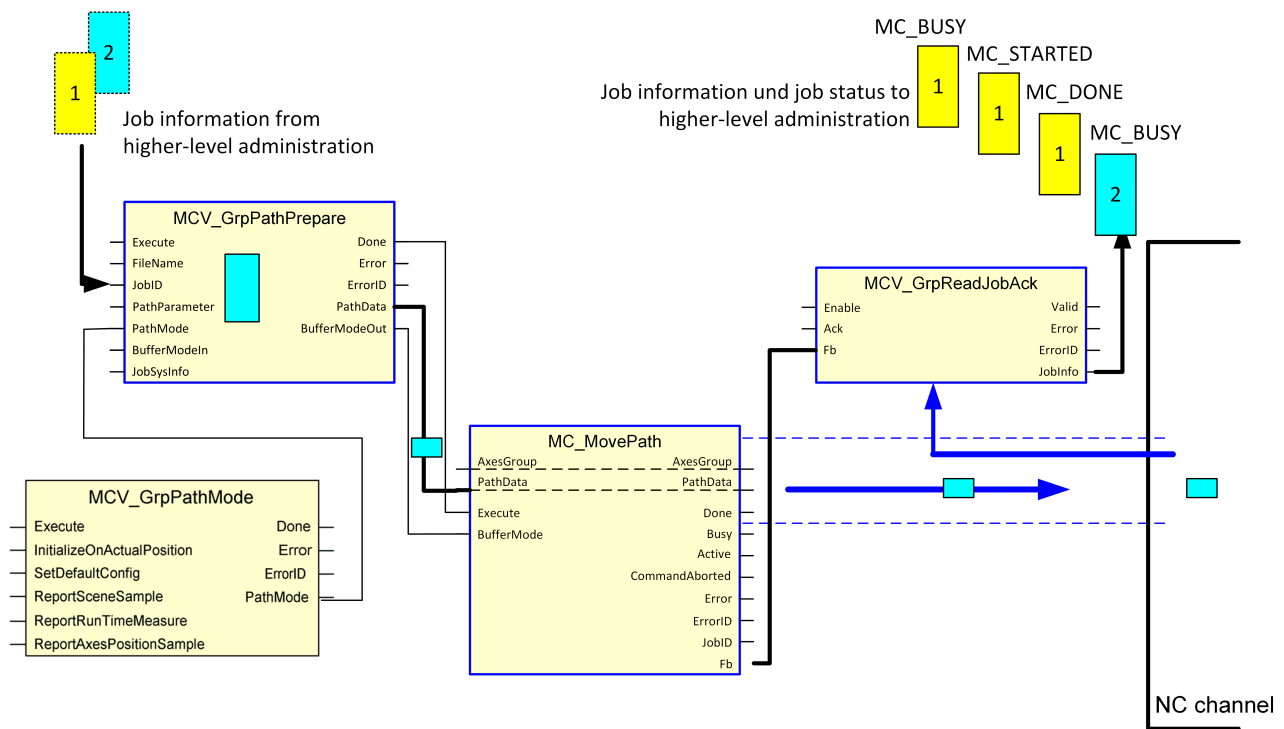 2
1
Job information from
higher-level administration
MC_BUSY
1
MC_STARTED
1
MC_DONE
1
MC_BUSY
2
Job information und job status to
higher-level administration
MCV_GrpPathPrepare
Execute
FileName
JobID
PathParameter
PathMode
BufferModeIn
JobSysInfo
Done
Error
ErrorID
PathData
BufferModeOut
MCV_GrpReadJobAck
Enable
Ack
Fb
Valid
Error
ErrorID
JobInfo
MC_MovePath
AxesGroup
PathData
Execute
BufferMode
AxesGroup
PathData
Done
Busy
Active
CommandAborted
Error
ErrorID
JobID
Fb
MCV_GrpPathMode
Execute
InitializeOnActualPosition
SetDefaultConfig
ReportSceneSample
ReportRunTimeMeasure
ReportAxesPositionSample
Done
Error
ErrorID
PathMode
NC channel